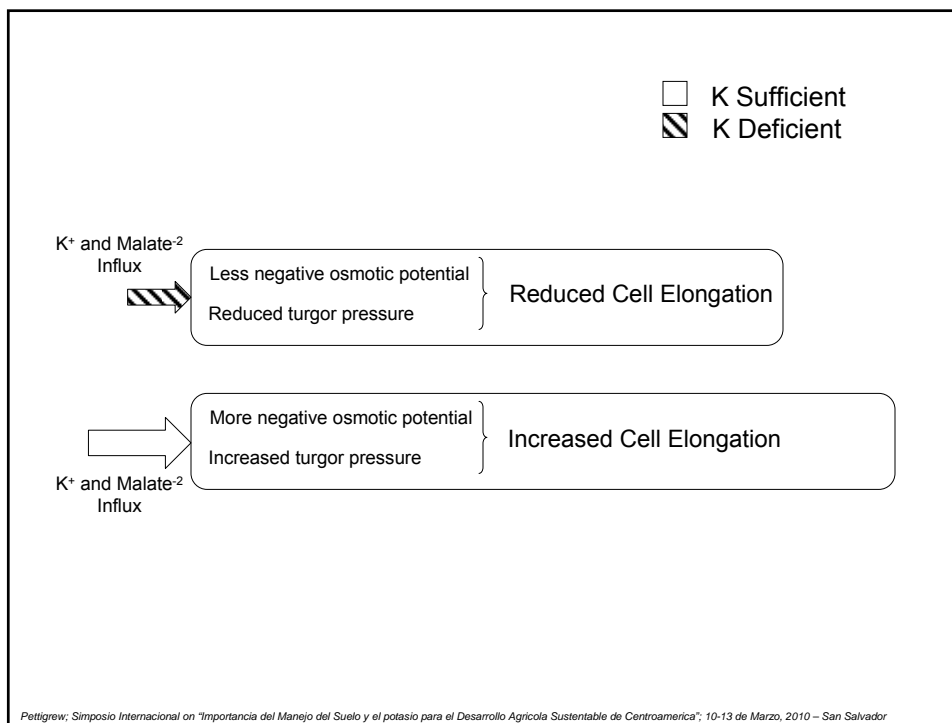 K Sufficient
K Deficient
K⁺ and Malate⁻²
Influx
Less negative osmotic potential
Reduced turgor pressure
Reduced Cell Elongation
More negative osmotic potential
Increased turgor pressure
Increased Cell Elongation
K⁺ and Malate⁻²
Influx
Pettigrew; Simposio Internacional on "Importancia del Manejo del Suelo y el potasio para el Desarrollo Agricola Sustentable de Centroamerica"; 10-13 de Marzo, 2010 – San Salvador